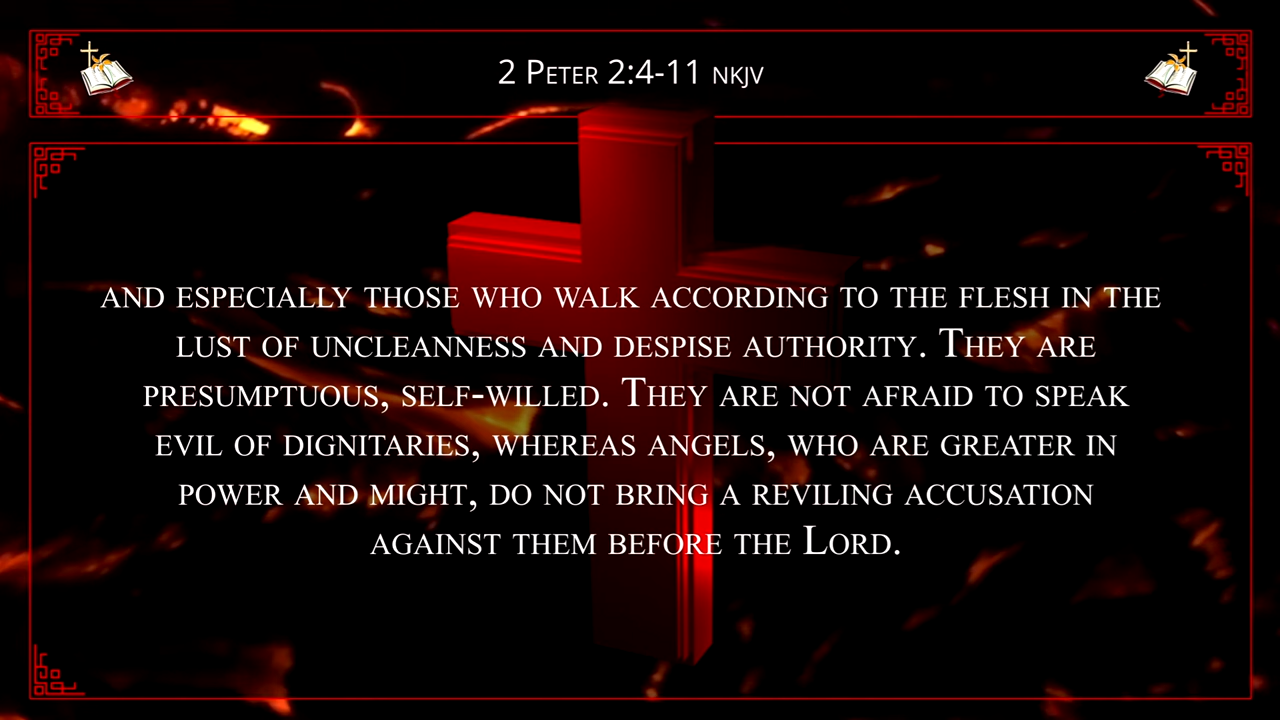 2 Peter 2:4-11 NKJV
and especially those who walk according to the flesh in the
lust of uncleanness and despise authority. They are
presumptuous, self-willed. They are not afraid to speak
evil of dignitaries, whereas angels, who are greater in
power and might, do not bring a reviling accusation
against them before the Lord.